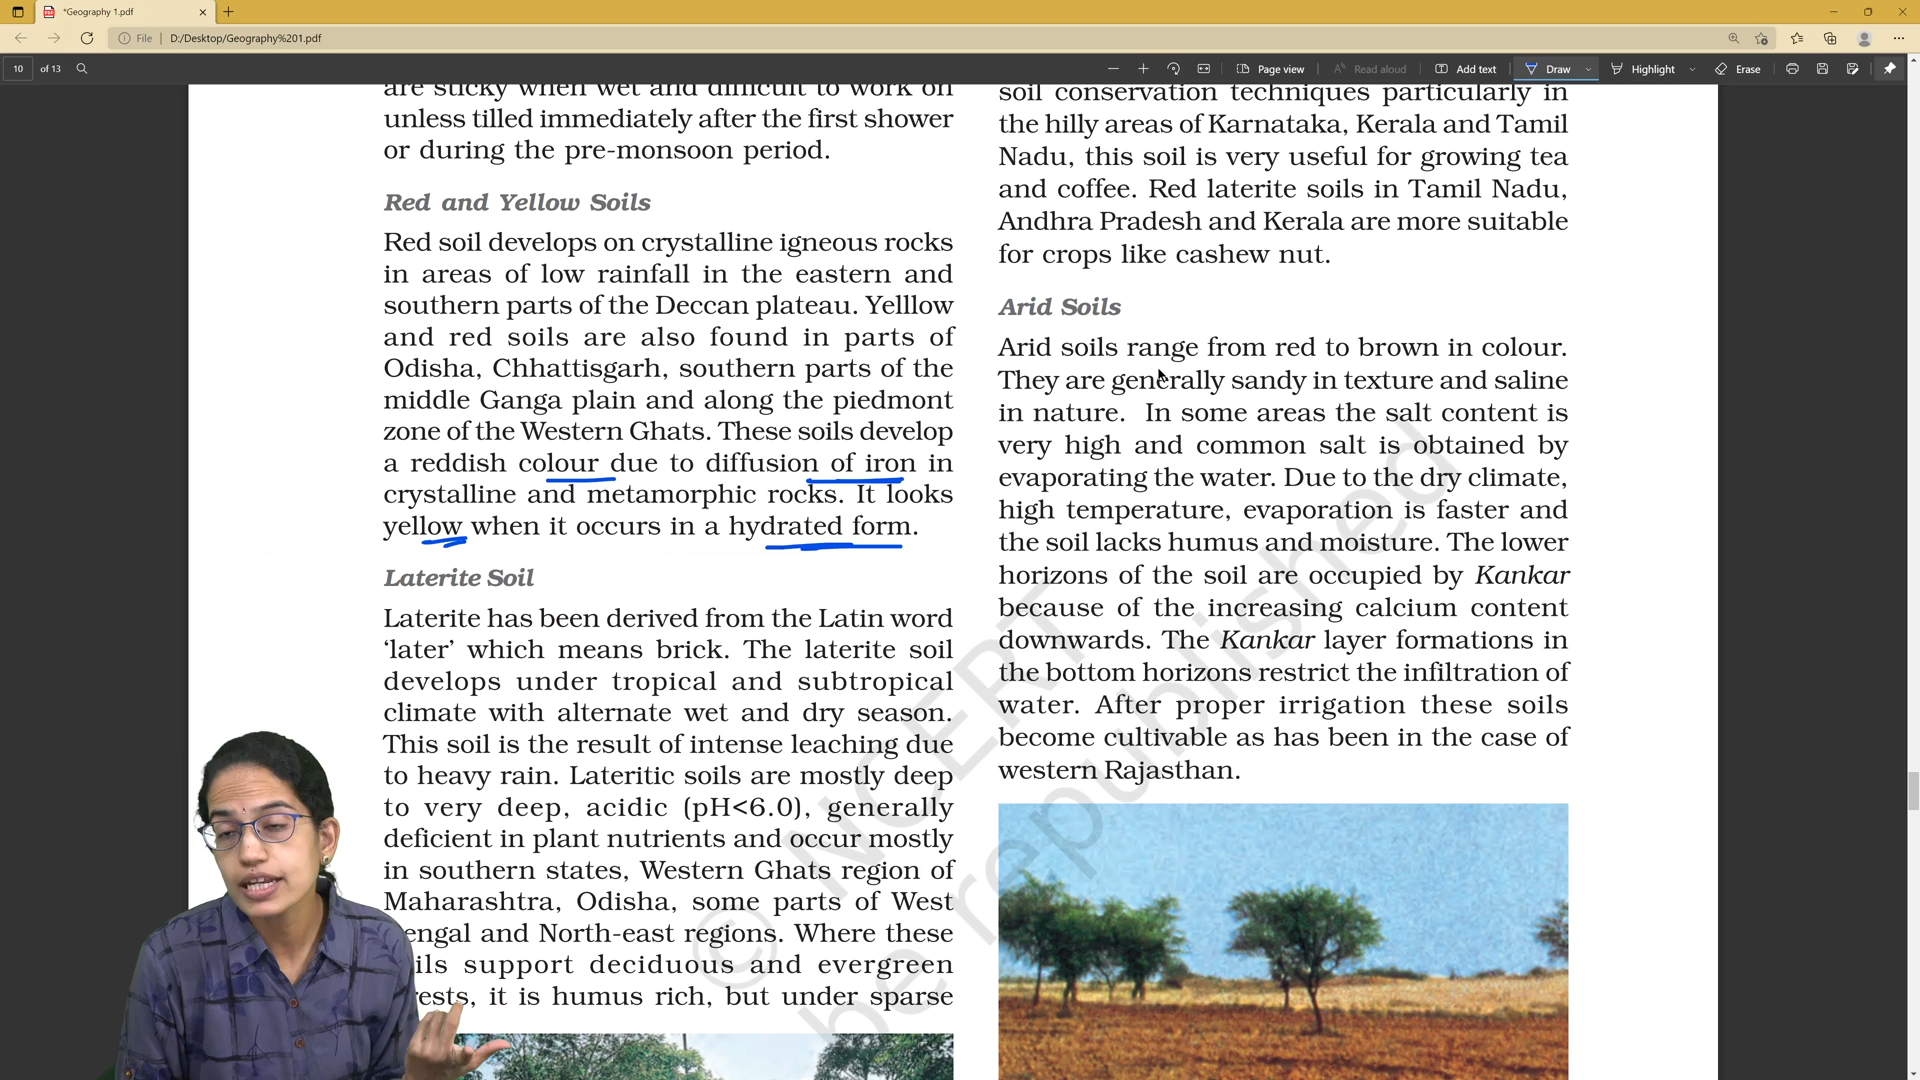 *Geography 1.pdf
File
D:/Desktop/Geography%201.pdf
10 of 13
Page view
Read aloud
Add text
Draw
Highlight
Erase
are sticky when wet and difficult to work on
unless tilled immediately after the first shower
or during the pre-monsoon period.
Red and Yellow Soils
Red soil develops on crystalline igneous rocks
in areas of low rainfall in the eastern and
southern parts of the Deccan plateau. Yelllow
and red soils are also found in parts of
Odisha, Chhattisgarh, southern parts of the
middle Ganga plain and along the piedmont
zone of the Western Ghats. These soils develop
a reddish colour due to diffusion of iron in
crystalline and metamorphic rocks. It looks
yellow when it occurs in a hydrated form.
Laterite Soil
Laterite has been derived from the Latin word
‘later’ which means brick. The laterite soil
develops under tropical and subtropical
climate with alternate wet and dry season.
This soil is the result of intense leaching due
to heavy rain. Lateritic soils are mostly deep
to very deep, acidic (pH<6.0), generally
deficient in plant nutrients and occur mostly
in southern states, Western Ghats region of
Maharashtra, Odisha, some parts of West
engal and North-east regions. Where these
ils support deciduous and evergreen
rests, it is humus rich, but under sparse
soil conservation techniques particularly in
the hilly areas of Karnataka, Kerala and Tamil
Nadu, this soil is very useful for growing tea
and coffee. Red laterite soils in Tamil Nadu,
Andhra Pradesh and Kerala are more suitable
for crops like cashew nut.
Arid Soils
Arid soils range from red to brown in colour.
They are generally sandy in texture and saline
in nature. In some areas the salt content is
very high and common salt is obtained by
evaporating the water. Due to the dry climate,
high temperature, evaporation is faster and
the soil lacks humus and moisture. The lower
horizons of the soil are occupied by Kankar
because of the increasing calcium content
downwards. The Kankar layer formations in
the bottom horizons restrict the infiltration of
water. After proper irrigation these soils
become cultivable as has been in the case of
western Rajasthan.
© NCERT
be republished